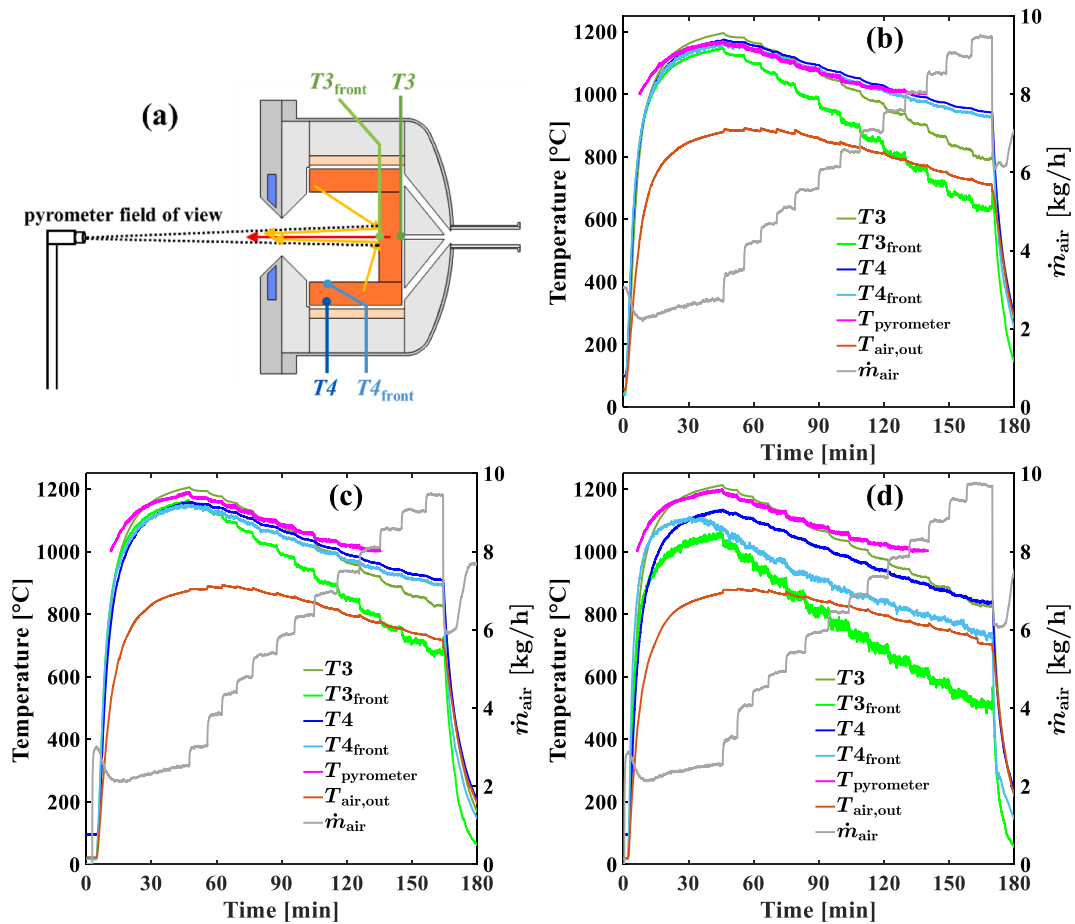 (a)
T3front
T3
pyrometer field of view
T4
T4front
(b)
Temperature [°C]
1200
1000
800
600
400
200
0
0 30 60 90 120 150 180
Time [min]
10
8
6
4
2
0
ṁair [kg/h]
T3
T3front
T4
T4front
Tpyrometer
Tair,out
ṁair
(c)
Temperature [°C]
1200
1000
800
600
400
200
0
0 30 60 90 120 150 180
Time [min]
10
8
6
4
2
0
ṁair [kg/h]
T3
T3front
T4
T4front
Tpyrometer
Tair,out
ṁair
(d)
Temperature [°C]
1200
1000
800
600
400
200
0
0 30 60 90 120 150 180
Time [min]
10
8
6
4
2
0
ṁair [kg/h]
T3
T3front
T4
T4front
Tpyrometer
Tair,out
ṁair